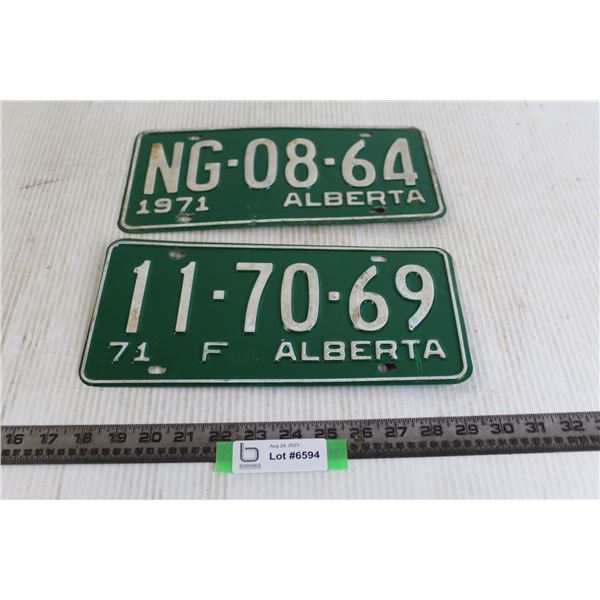 NG-08-64
1971 ALBERTA
11-70-69
71 F ALBERTA
16 17 18 19 20 21 22 23 24 25 26 27 28 29 30 31 32
Aug 24, 2023
Lot #6594